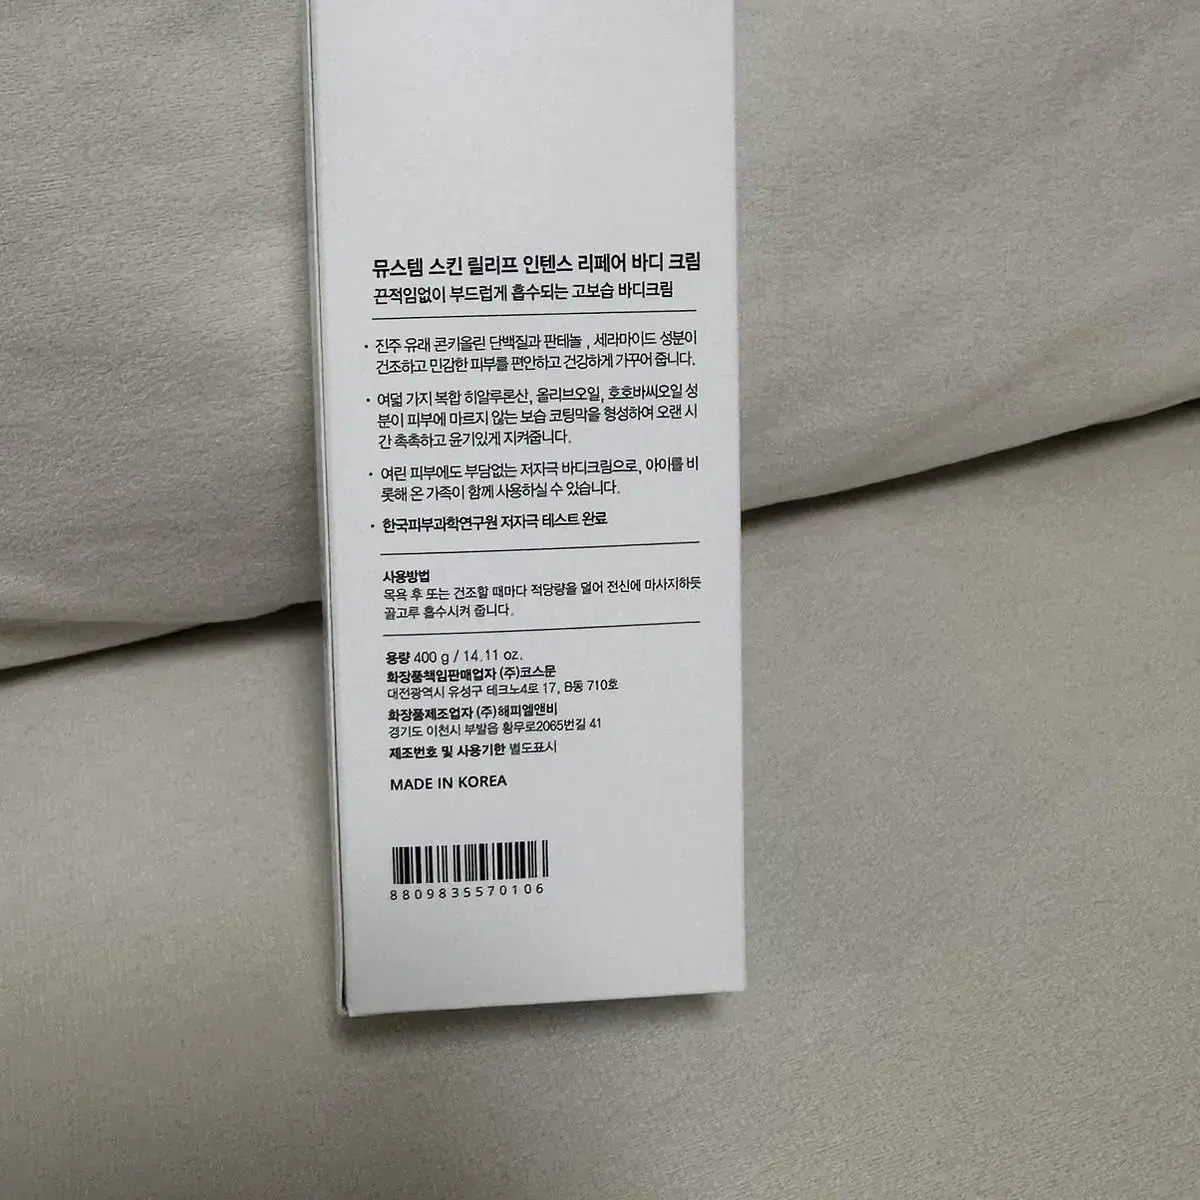 뮤스템 스킨 릴리프 인텐스 리페어 바디 크림
끈적임없이 부드럽게 흡수되는 고보습 바디크림
· 진주 유래 콘키올린 단백질과 판테놀 , 세라마이드 성분이
건조하고 민감한 피부를 편안하고 건강하게 가꾸어 줍니다.
· 여덟 가지 복합 히알루론산, 올리브오일, 호호바씨오일 성
분이 피부에 마르지 않는 보습 코팅막을 형성하여 오랜 시
간 촉촉하고 윤기있게 지켜줍니다.
· 여린 피부에도 부담없는 저자극 바디크림으로, 아이를 비
롯해 온 가족이 함께 사용하실 수 있습니다.
· 한국피부과학연구원 저자극 테스트 완료
사용방법
목욕 후 또는 건조할 때마다 적당량을 덜어 전신에 마사지하듯
골고루 흡수시켜 줍니다.
용량 400 g / 14.11 oz.
화장품책임판매업자 (주)코스문
대전광역시 유성구 테크노4로 17, B동 710호
화장품제조업자 (주)해피엘앤비
경기도 이천시 부발읍 황무로2065번길 41
제조번호 및 사용기한 별도표시
MADE IN KOREA
8809835570106